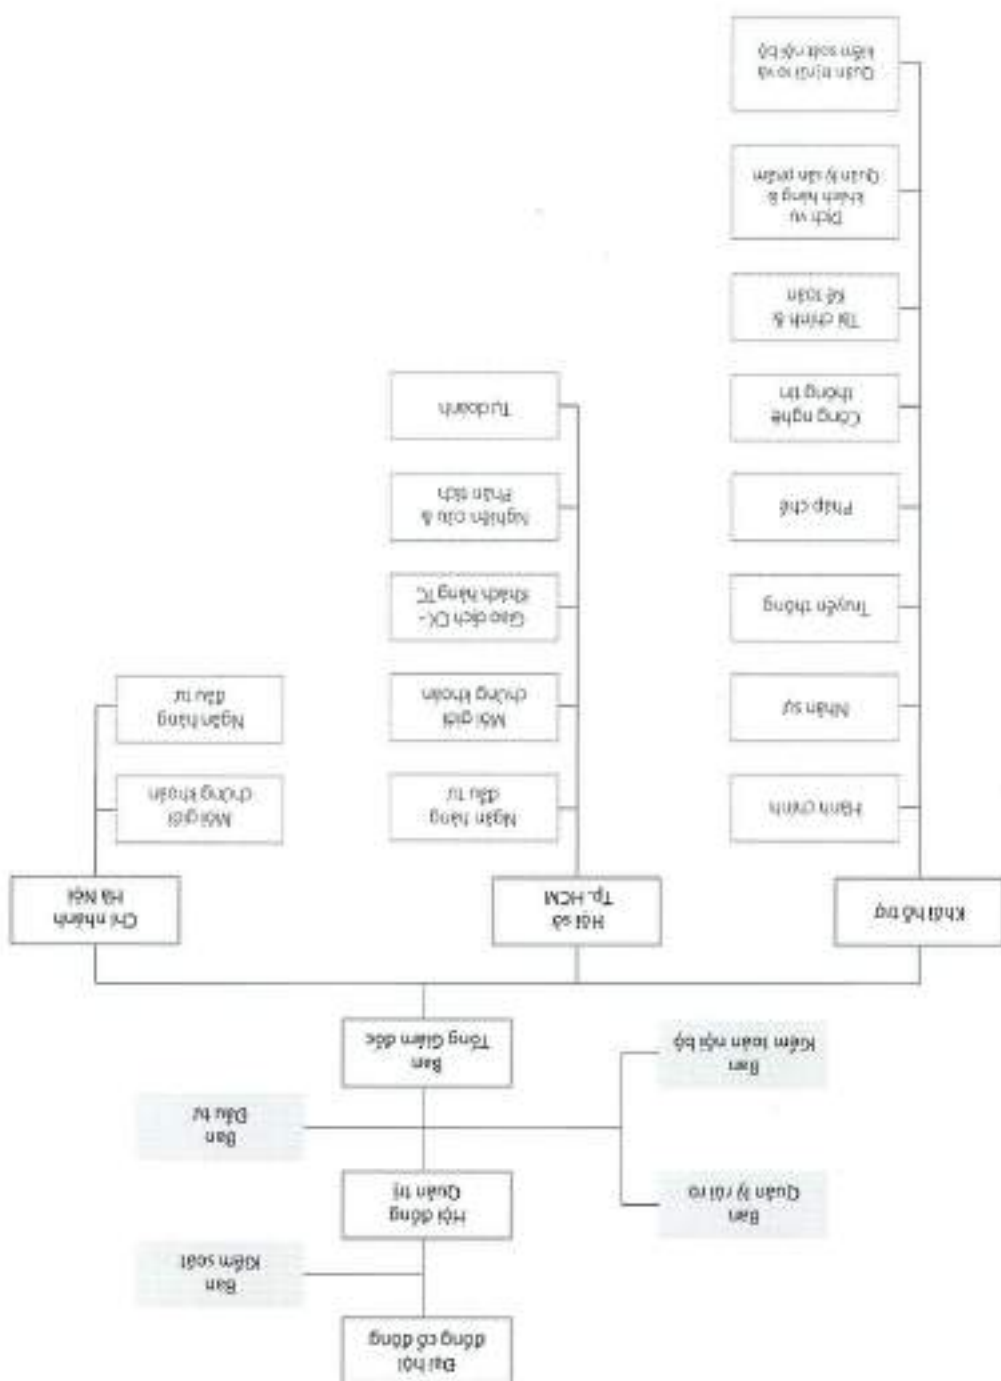 Đại hội
đồng cổ đông
Ban
Kiểm soát
Hội đồng
Quản trị
Ban
Quản lý rủi ro
Ban
Đầu tư
Ban
Kiểm toán nội bộ
Ban
Tổng Giám đốc
Khối hỗ trợ
Hội sở
Tp. HCM
Chi nhánh
Hà Nội
Hành chính
Nhân sự
Truyền thông
Pháp chế
Công nghệ
thông tin
Tài chính &
Kế toán
Dịch vụ
khách hàng &
Quản lý sản phẩm
Quản trị rủi ro và
kiểm soát nội bộ
Ngân hàng
đầu tư
Môi giới
chứng khoán
Giao dịch CK -
Khách hàng TC
Nghiên cứu &
Phân tích
Tự doanh
Môi giới
chứng khoán
Ngân hàng
đầu tư